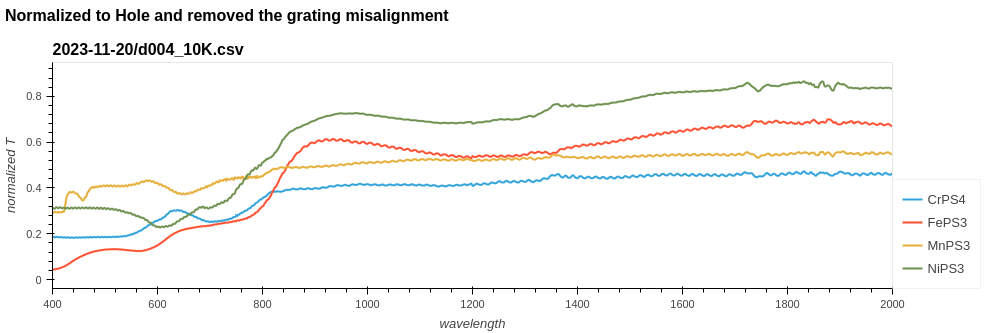 Normalized to Hole and removed the grating misalignment
2023-11-20/d004_10K.csv
normalized T
0.8
0.6
0.4
0.2
0
400 600 800 1000 1200 1400 1600 1800 2000
wavelength
CrPS4
FePS3
MnPS3
NiPS3